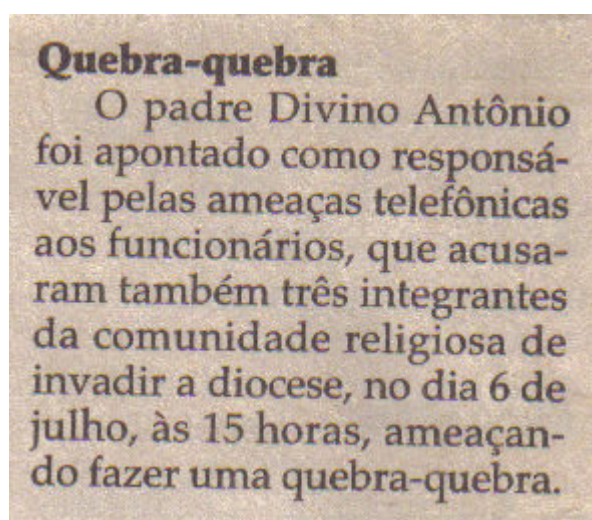 Quebra-quebra
O padre Divino Antônio
foi apontado como responsá-
vel pelas ameaças telefônicas
aos funcionários, que acusa-
ram também três integrantes
da comunidade religiosa de
invadir a diocese, no dia 6 de
julho, às 15 horas, ameaçan-
do fazer uma quebra-quebra.